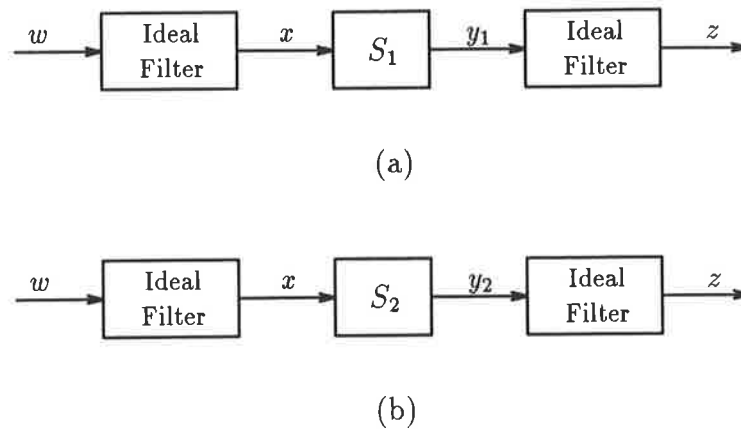 w Ideal Filter x S₁ y₁ Ideal Filter z
(a)
w Ideal Filter x S₂ y₂ Ideal Filter z
(b)